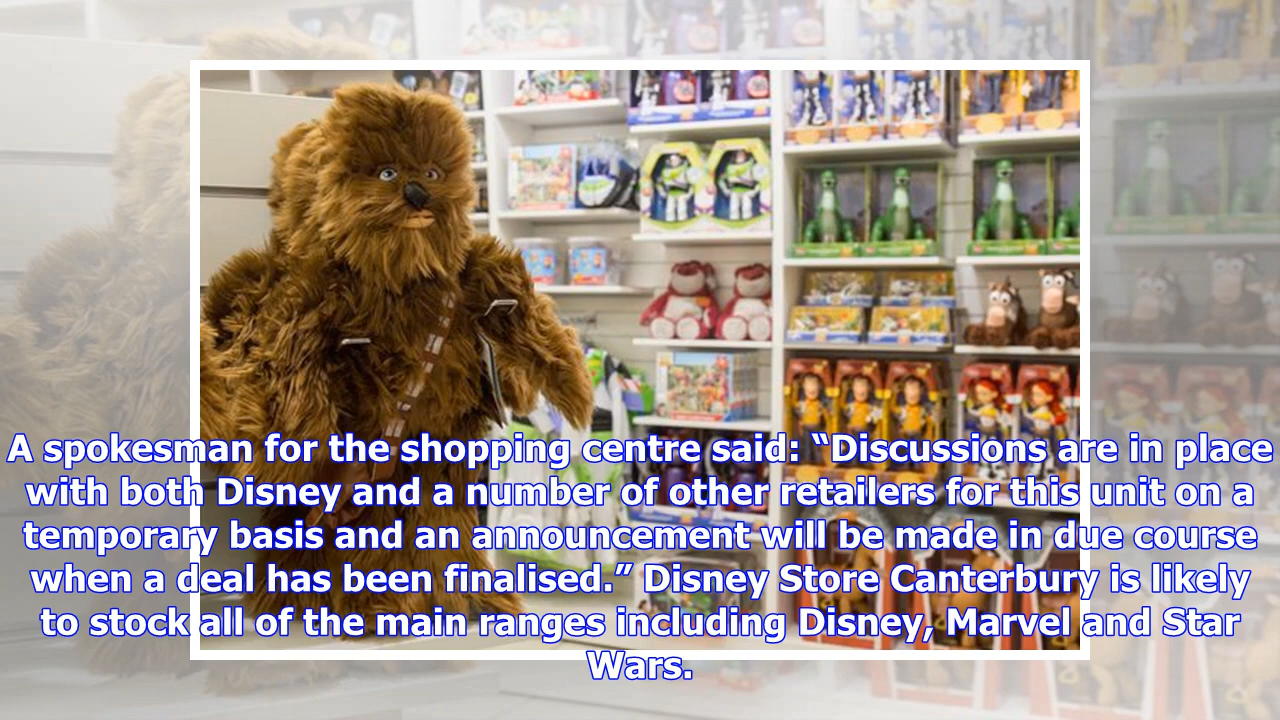 A spokesman for the shopping centre said: “Discussions are in place
with both Disney and a number of other retailers for this unit on a
temporary basis and an announcement will be made in due course
when a deal has been finalised.” Disney Store Canterbury is likely
to stock all of the main ranges including Disney, Marvel and Star
Wars.